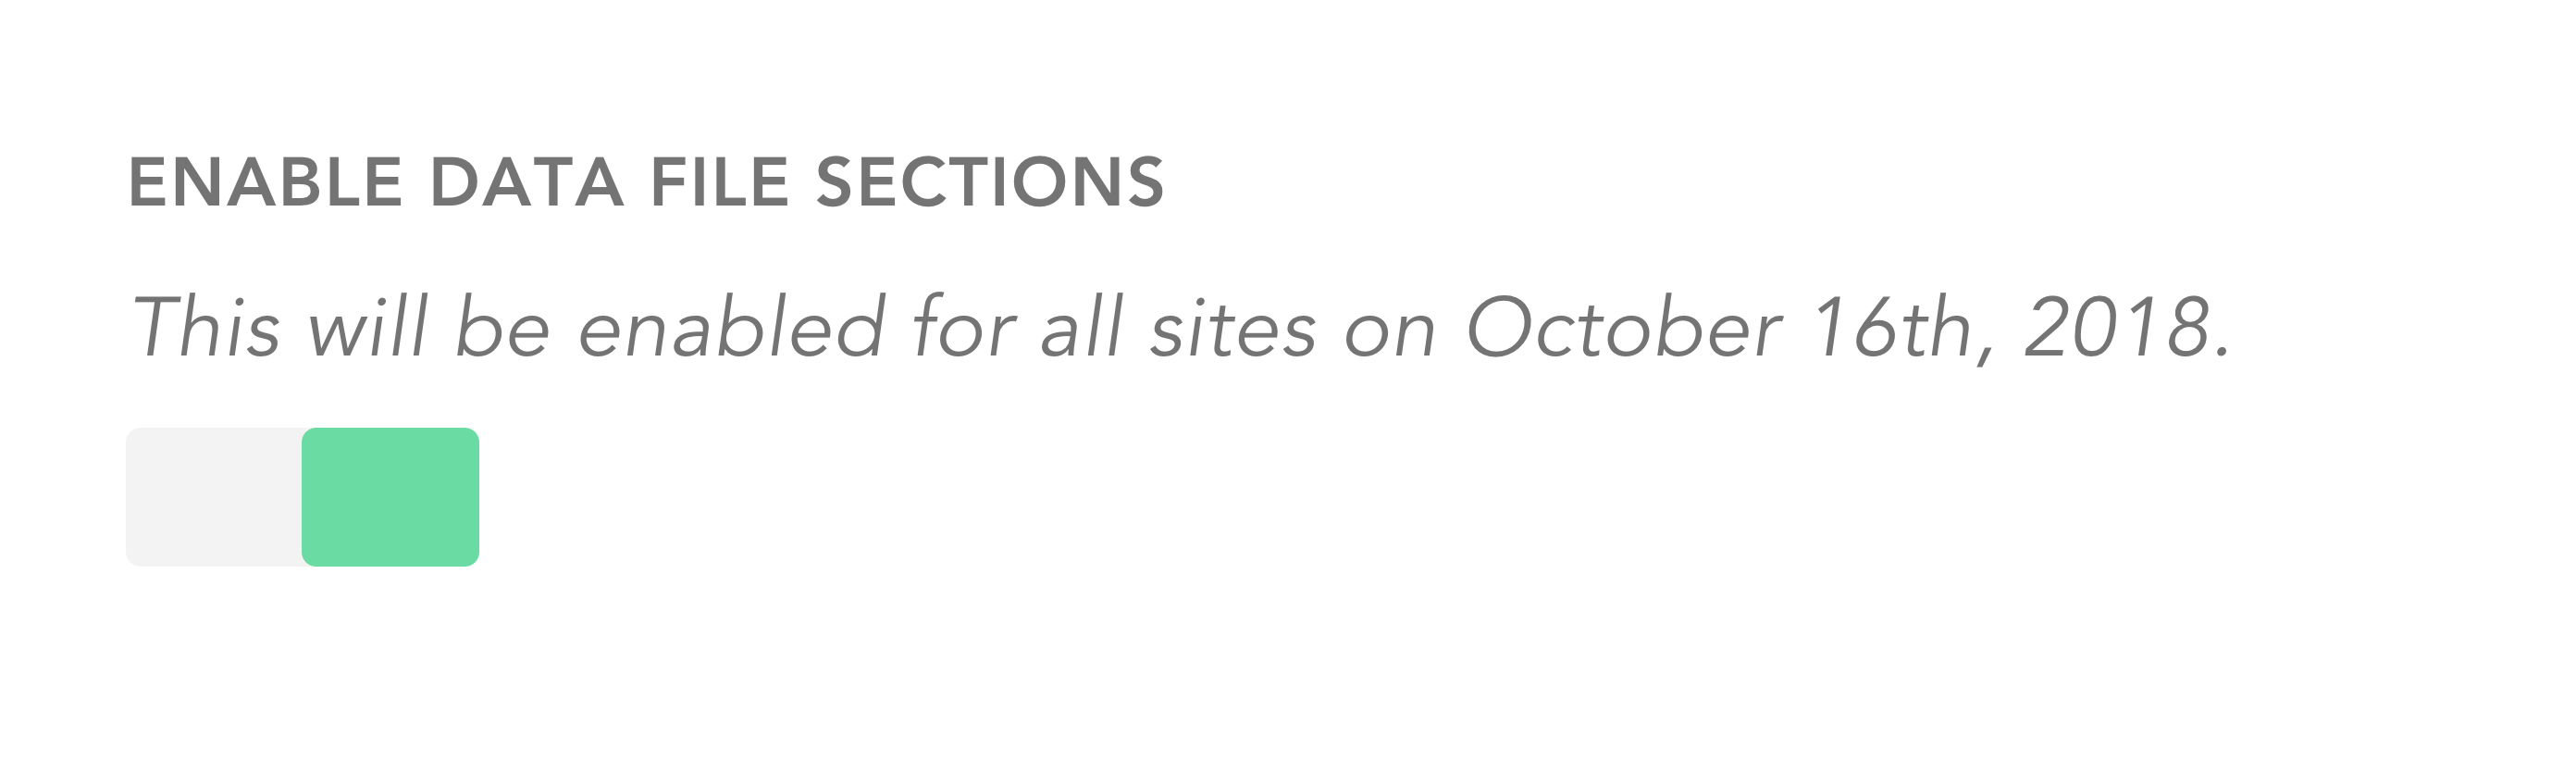 ENABLE DATA FILE SECTIONS
This will be enabled for all sites on October 16th, 2018.